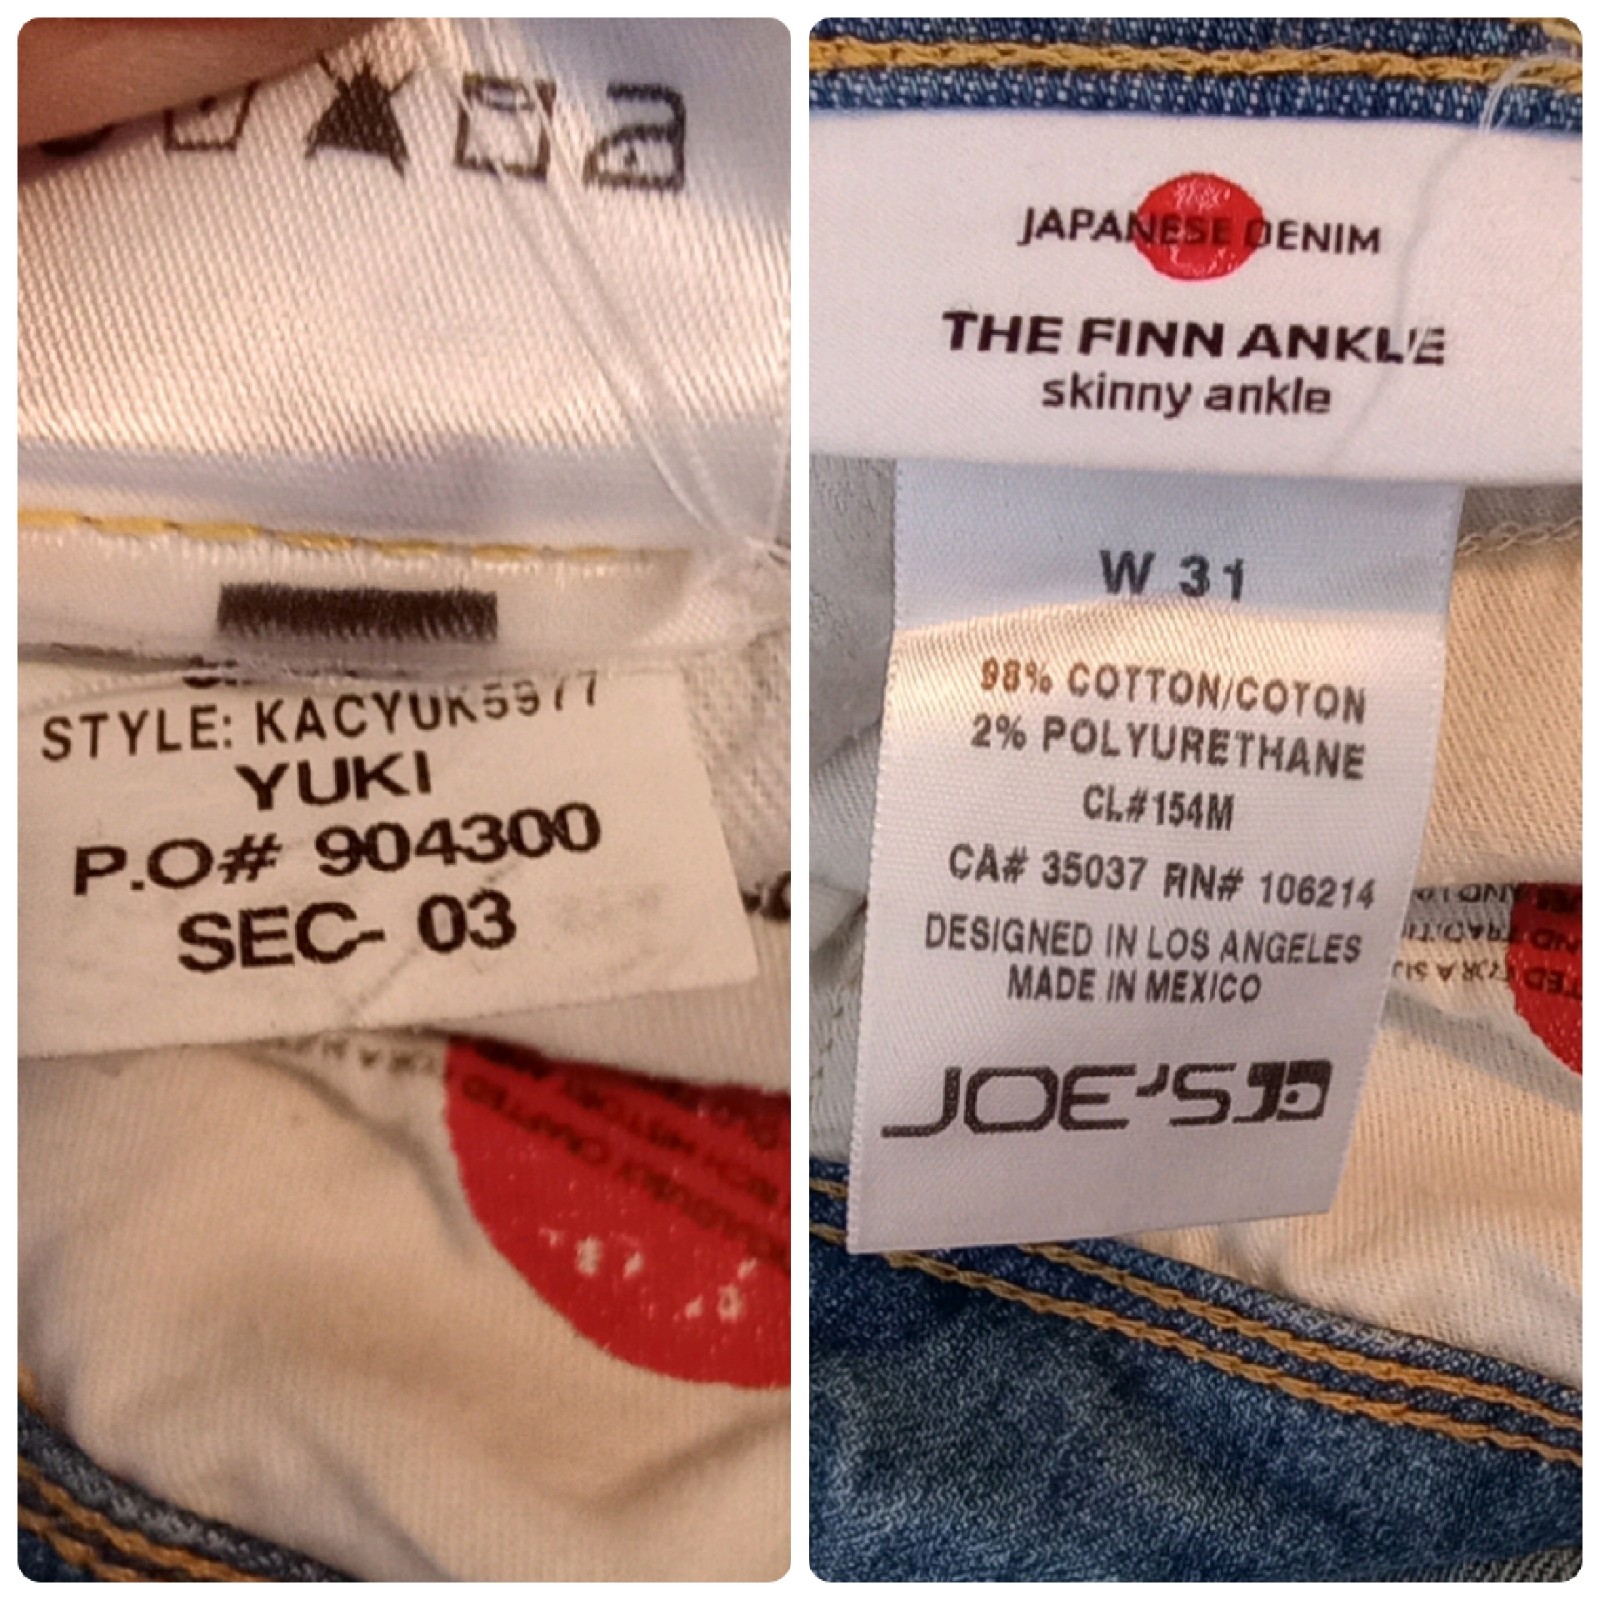 STYLE: KACYUK5977
YUKI
P.O# 904300
SEC- 03
JAPANESE DENIM
THE FINN ANKLE
skinny ankle
W 31
98% COTTON/COTON
2% POLYURETHANE
CL#154M
CA# 35037 RN# 106214
DESIGNED IN LOS ANGELES
MADE IN MEXICO
JOE'S